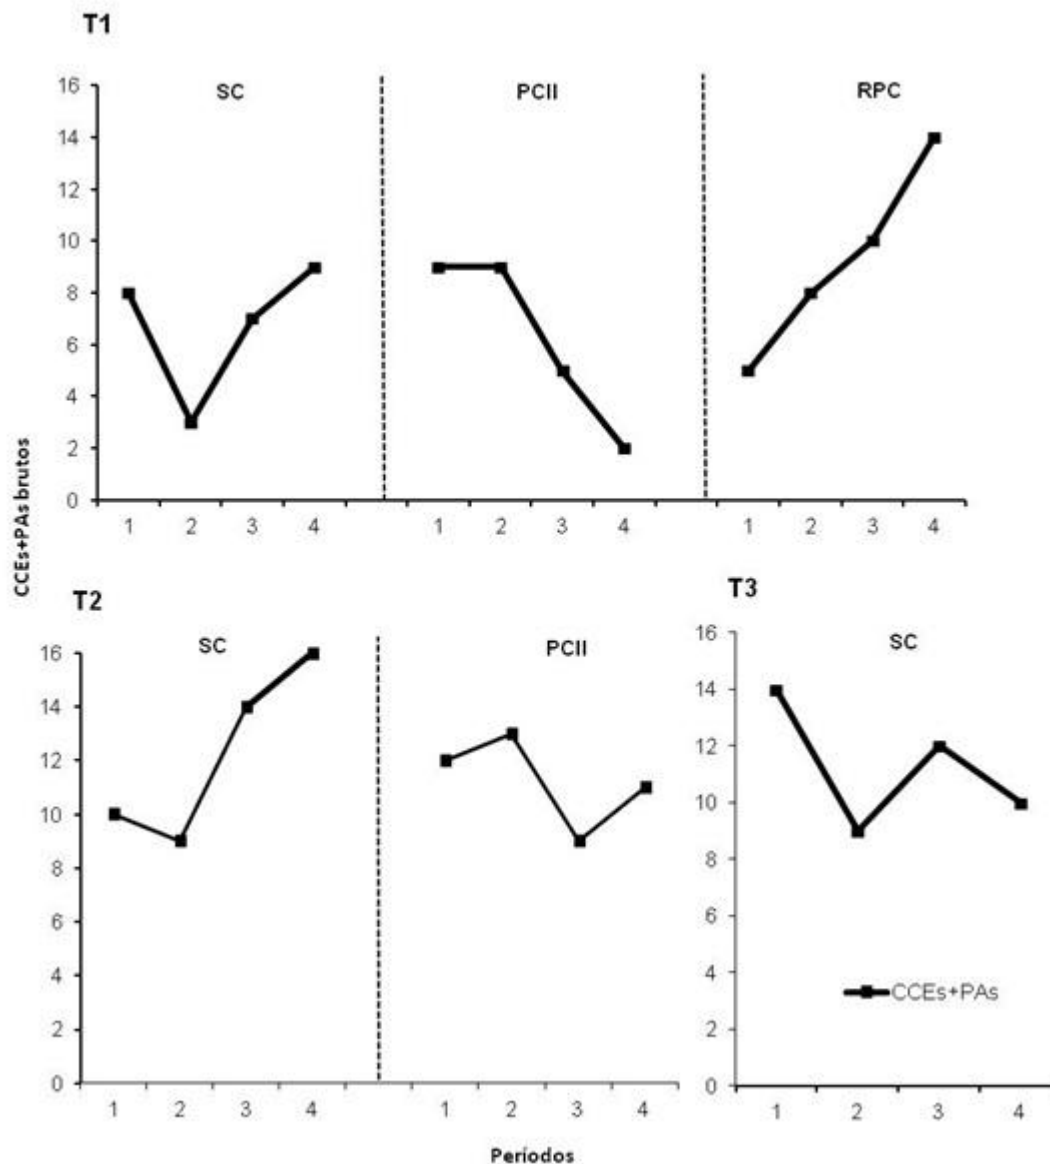 T1
SC PCII RPC
16
14
12
10
8
6
4
2
0
1 2 3 4 1 2 3 4 1 2 3 4
CCEs+PAs brutos
T2
SC PCII
16
14
12
10
8
6
4
2
0
1 2 3 4 1 2 3 4
T3
SC
16
14
12
10
8
6
4
2
0
CCEs+PAs
1 2 3 4
Períodos